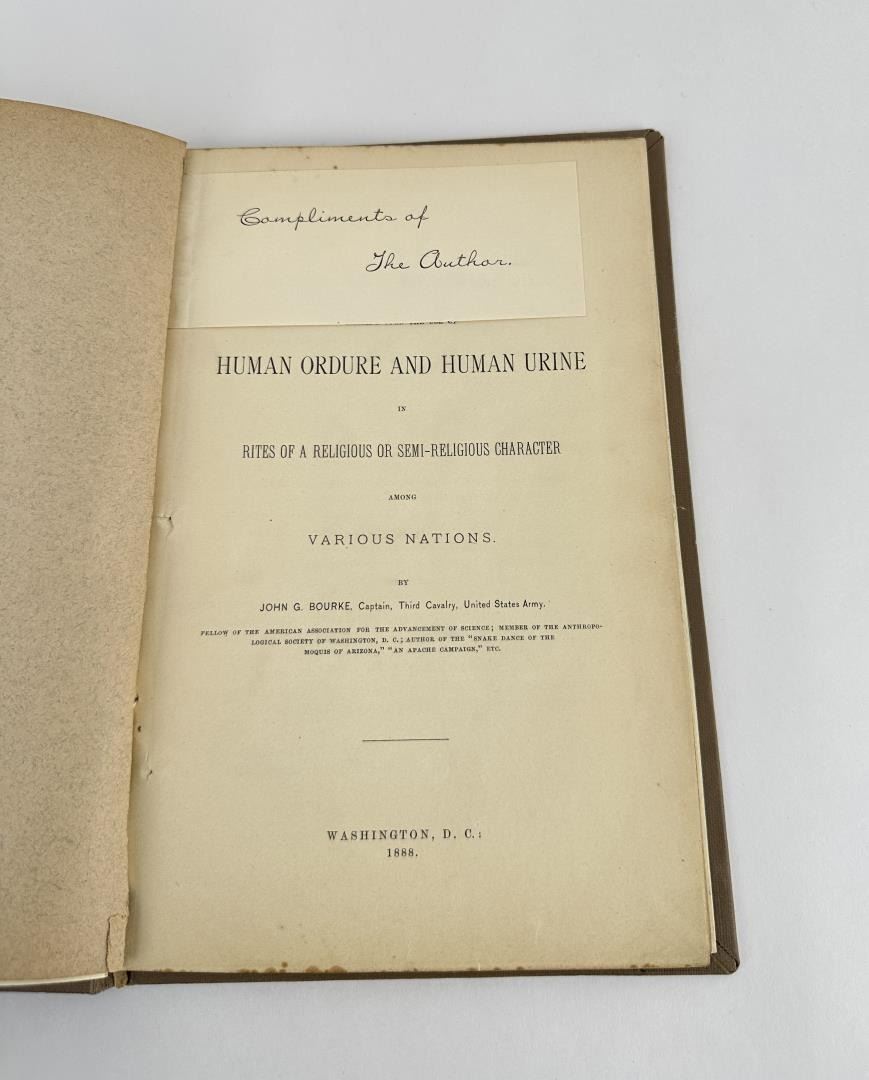 Compliments of
The Author.
HUMAN ORDURE AND HUMAN URINE
IN
RITES OF A RELIGIOUS OR SEMI-RELIGIOUS CHARACTER
AMONG
VARIOUS NATIONS.
BY
JOHN G. BOURKE, Captain, Third Cavalry, United States Army.
FELLOW OF THE AMERICAN ASSOCIATION FOR THE ADVANCEMENT OF SCIENCE; MEMBER OF THE ANTHROPO-
LOGICAL SOCIETY OF WASHINGTON, D. C.; AUTHOR OF THE "SNAKE DANCE OF THE
MOQUIS OF ARIZONA," "AN APACHE CAMPAIGN," ETC.
WASHINGTON, D. C.:
1888.